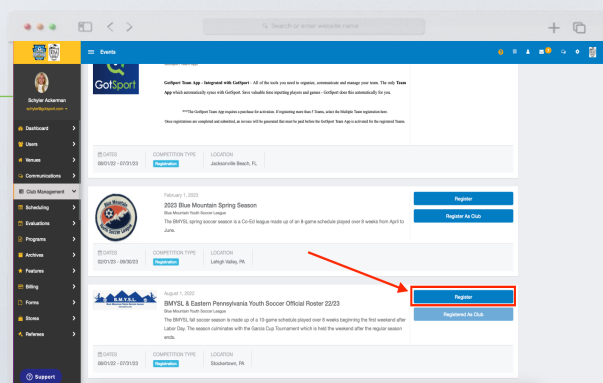 Search or enter website name
Events
GotSport
GotSport Team App - Integrated with GotSport - All of the tools you need to organize, communicate and manage your team. The only Team
App which automatically syncs with GotSport. Save valuable time inputting players and schedules - GotSport does this automatically for you.
***The GotSport Team App requires a purchase for activation. If registering more than 5 Teams, select the Multiple Team registration here.
Once registrations are completed and submitted, an invoice will be generated that must be paid before the GotSport Team App is activated for the registered Teams.
Schylar Ackerman
schylar@gotsport.com
Dashboard
Users
Venues
Communications
Club Management
Scheduling
Evaluations
Programs
Archives
Features
Billing
Forms
Stores
Referees
Support
DATES
COMPETITION TYPE
LOCATION
08/01/22 - 07/31/23
Registration
Jacksonville Beach, FL
February 1, 2023
2023 Blue Mountain Spring Season
Blue Mountain Youth Soccer League
The BMYSL spring soccer season is a Co-Ed league made up of an 8 game schedule played over 8 weeks from April to
June.
Register
Register As Club
DATES
COMPETITION TYPE
LOCATION
02/01/23 - 06/30/23
Registration
Lehigh Valley, PA
B.M.Y.S.L.
August 1, 2022
BMYSL & Eastern Pennsylvania Youth Soccer Official Roster 22/23
Blue Mountain Youth Soccer League
The BMYSL fall soccer season is made up of a 10-game schedule played over 8 weeks beginning the first weekend after
Labor Day. The season culminates with the Garcia Cup Tournament which is held the weekend after the regular season
ends.
Register
Registered As Club
DATES
COMPETITION TYPE
LOCATION
08/01/22 - 07/31/23
Registration
Stockertown, PA